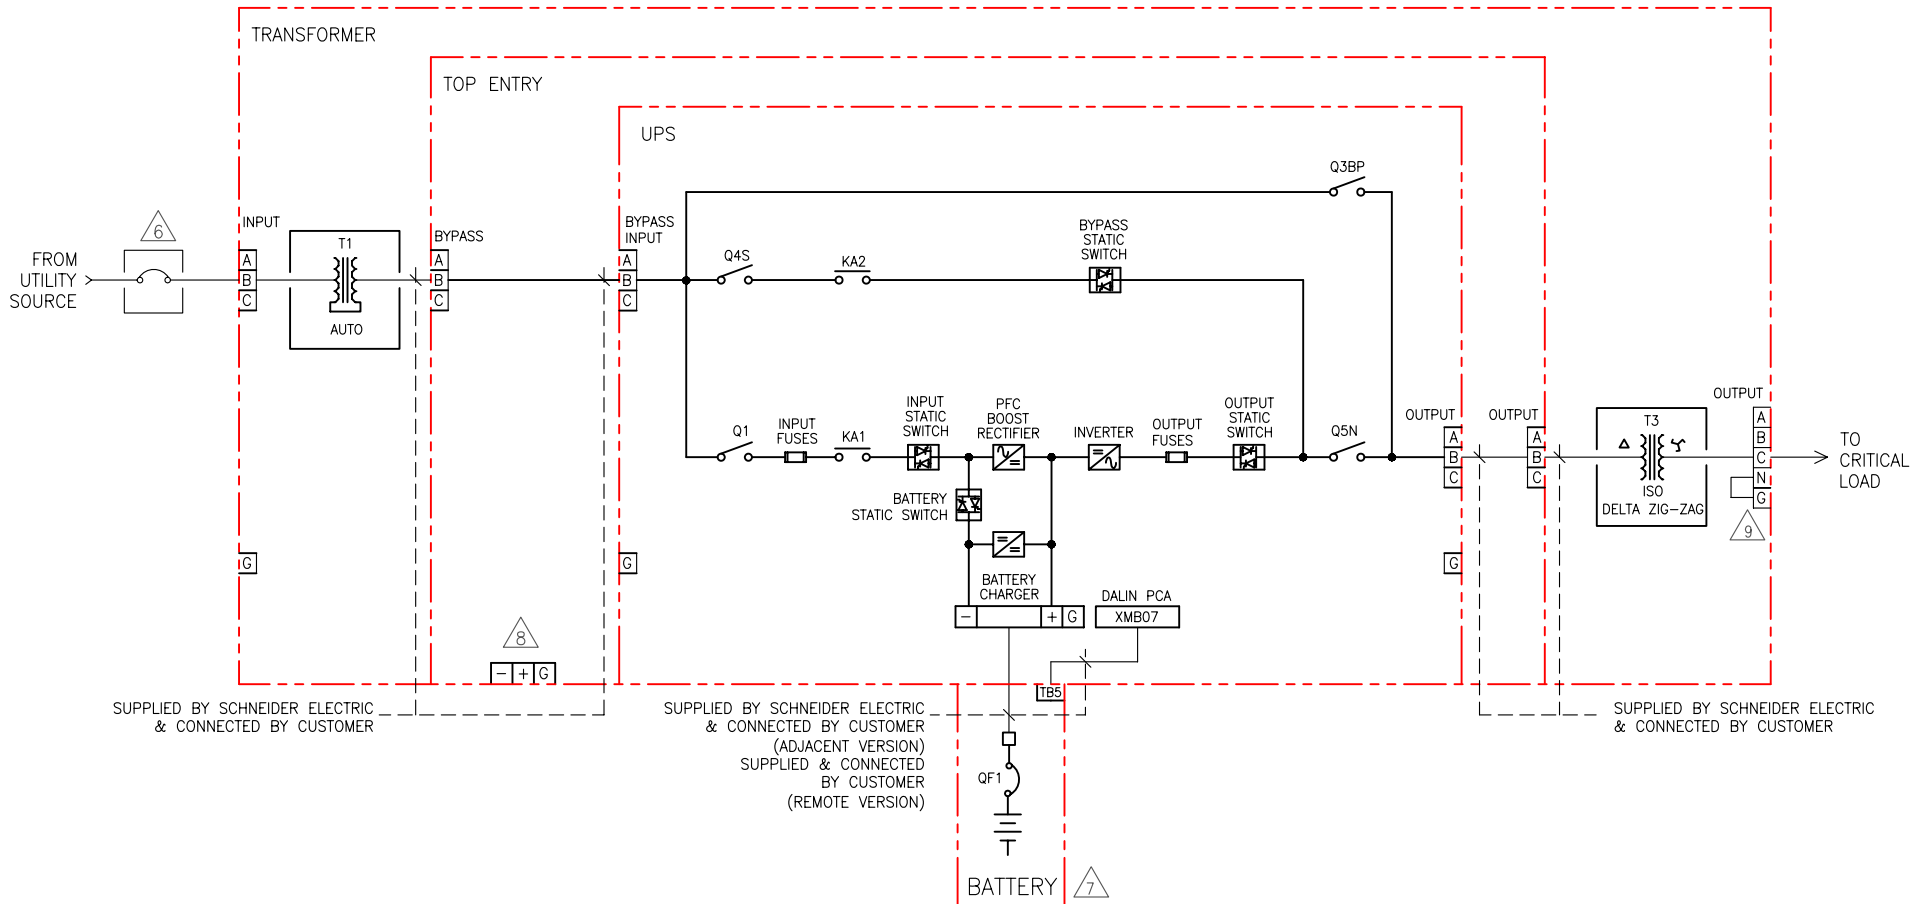 TRANSFORMER
TOP ENTRY
UPS
Q3BP
6
INPUT
BYPASS
BYPASS
INPUT
T1
AUTO
FROM
UTILITY
SOURCE
A
B
C
A
B
C
A
B
C
Q4S
KA2
BYPASS
STATIC
SWITCH
Q1
INPUT
FUSES
KA1
INPUT
STATIC
SWITCH
PFC
BOOST
RECTIFIER
INVERTER
OUTPUT
FUSES
OUTPUT
STATIC
SWITCH
Q5N
OUTPUT
A
B
C
OUTPUT
A
B
C
T3
ISO
DELTA ZIG-ZAG
OUTPUT
A
B
C
N
G
9
TO
CRITICAL
LOAD
BATTERY
STATIC SWITCH
BATTERY
CHARGER
- + G
DALIN PCA
XMB07
G
G
G
8
- + G
TB5
SUPPLIED BY SCHNEIDER ELECTRIC
& CONNECTED BY CUSTOMER
SUPPLIED BY SCHNEIDER ELECTRIC
& CONNECTED BY CUSTOMER
(ADJACENT VERSION)
SUPPLIED & CONNECTED
BY CUSTOMER
(REMOTE VERSION)
SUPPLIED BY SCHNEIDER ELECTRIC
& CONNECTED BY CUSTOMER
QF1
BATTERY
7